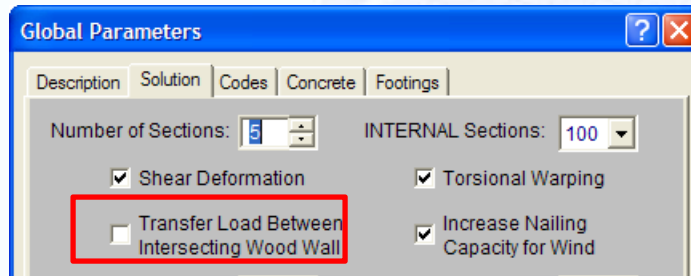 Global Parameters
Description Solution Codes Concrete Footings
Number of Sections: 5 INTERNAL Sections: 100
Shear Deformation Torsional Warping
Transfer Load Between Increase Nailing
Intersecting Wood Wall Capacity for Wind